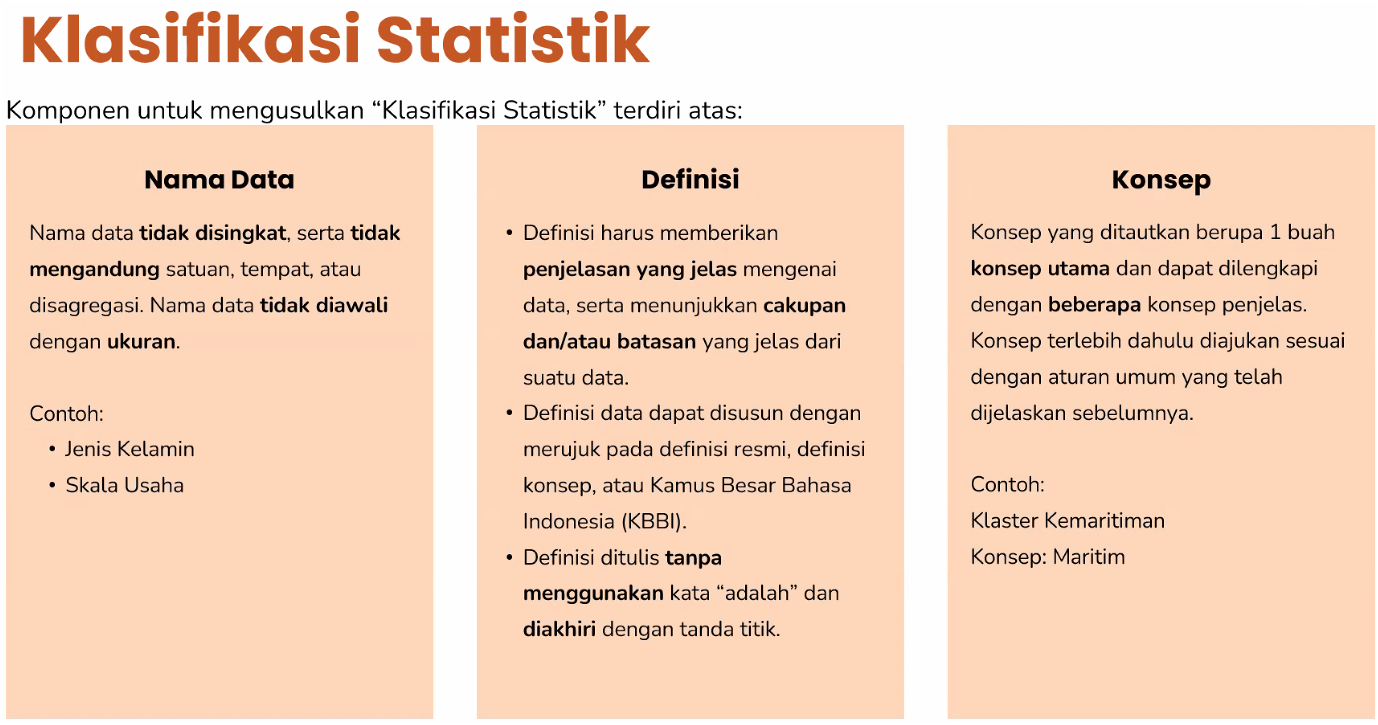 Klasifikasi Statistik
Komponen untuk mengusulkan “Klasifikasi Statistik” terdiri atas:
Nama Data
Nama data tidak disingkat, serta tidak
mengandung satuan, tempat, atau
disagregasi. Nama data tidak diawali
dengan ukuran.
Contoh:
• Jenis Kelamin
• Skala Usaha
Definisi
• Definisi harus memberikan
penjelasan yang jelas mengenai
data, serta menunjukkan cakupan
dan/atau batasan yang jelas dari
suatu data.
• Definisi data dapat disusun dengan
merujuk pada definisi resmi, definisi
konsep, atau Kamus Besar Bahasa
Indonesia (KBBI).
• Definisi ditulis tanpa
menggunakan kata “adalah” dan
diakhiri dengan tanda titik.
Konsep
Konsep yang ditautkan berupa 1 buah
konsep utama dan dapat dilengkapi
dengan beberapa konsep penjelas.
Konsep terlebih dahulu diajukan sesuai
dengan aturan umum yang telah
dijelaskan sebelumnya.
Contoh:
Klaster Kemaritiman
Konsep: Maritim